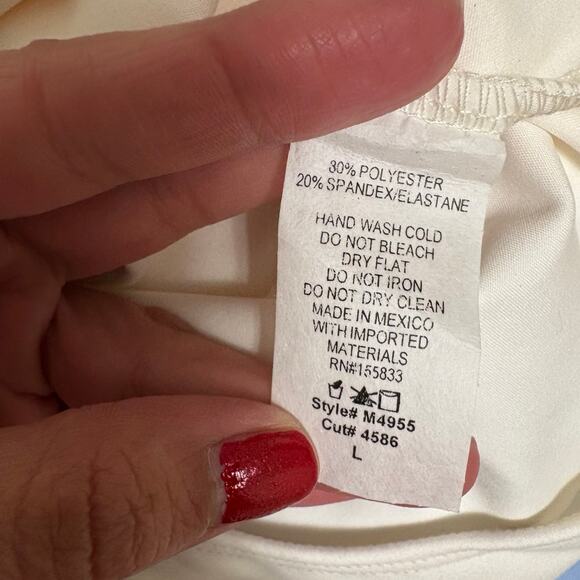 80% POLYESTER
20% SPANDEX/ELASTANE
HAND WASH COLD
DO NOT BLEACH
DRY FLAT
DO NOT IRON
DO NOT DRY CLEAN
MADE IN MEXICO
WITH IMPORTED
MATERIALS
RN#155833
Style# M4955
Cut# 4586
L